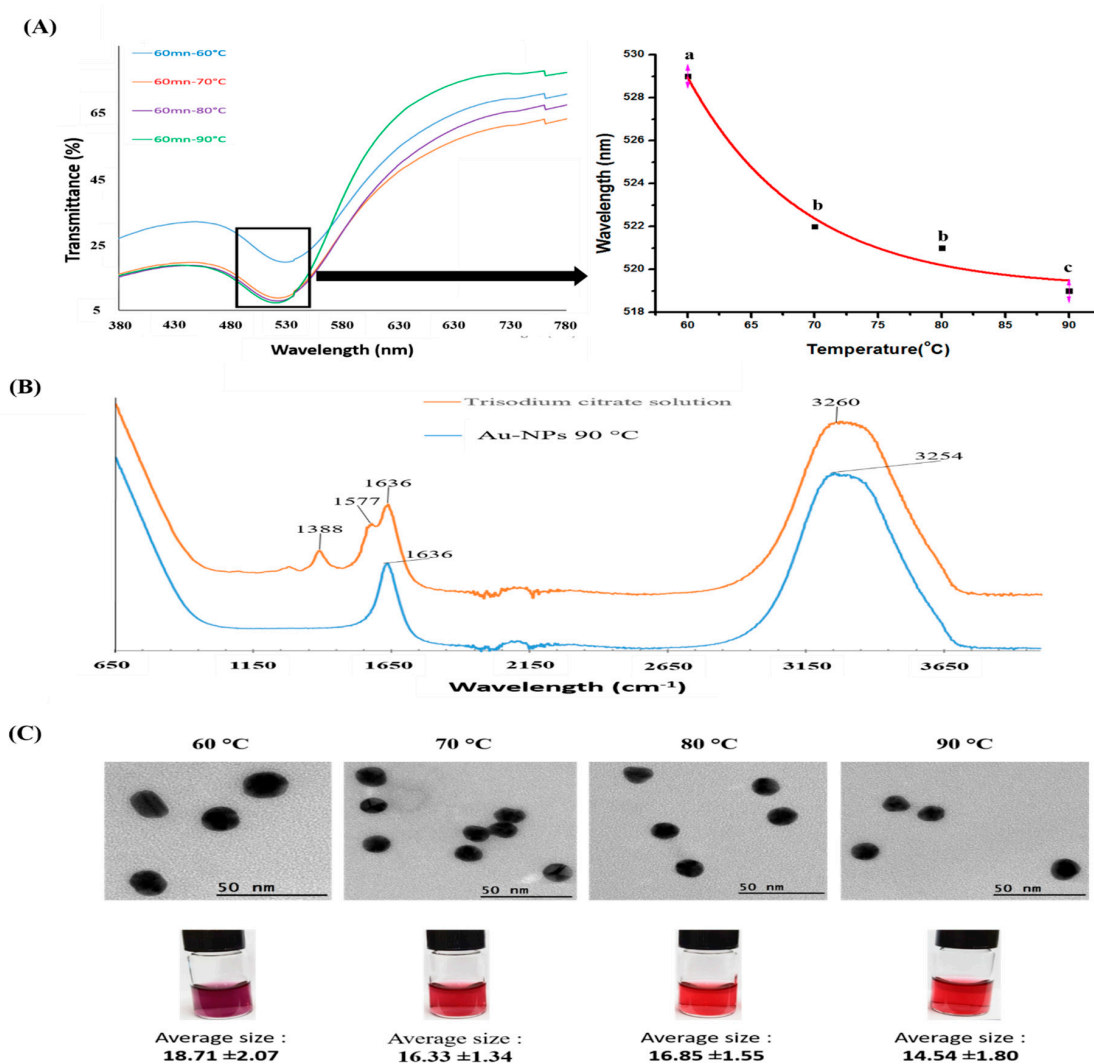 (A)
60mn-60°C
60mn-70°C
60mn-80°C
60mn-90°C
Transmittance (%)
65
45
25
5
380 430 480 530 580 630 630 730 780
Wavelength (nm)
530
528
526
524
522
520
518
Wavelength (nm)
a
b
b
c
60 65 70 75 80 85 90
Temperature(°C)
(B)
Trisodium citrate solution
Au-NPs 90 °C
3260
3254
1636
1577
1388
1636
650 1150 1650 2150 2650 3150 3650
Wavelength (cm-1)
(C)
60 °C 70 °C 80 °C 90 °C
50 nm 50 nm 50 nm 50 nm
Average size : Average size : Average size : Average size :
18.71 ±2.07 16.33 ±1.34 16.85 ±1.55 14.54 ±1.80